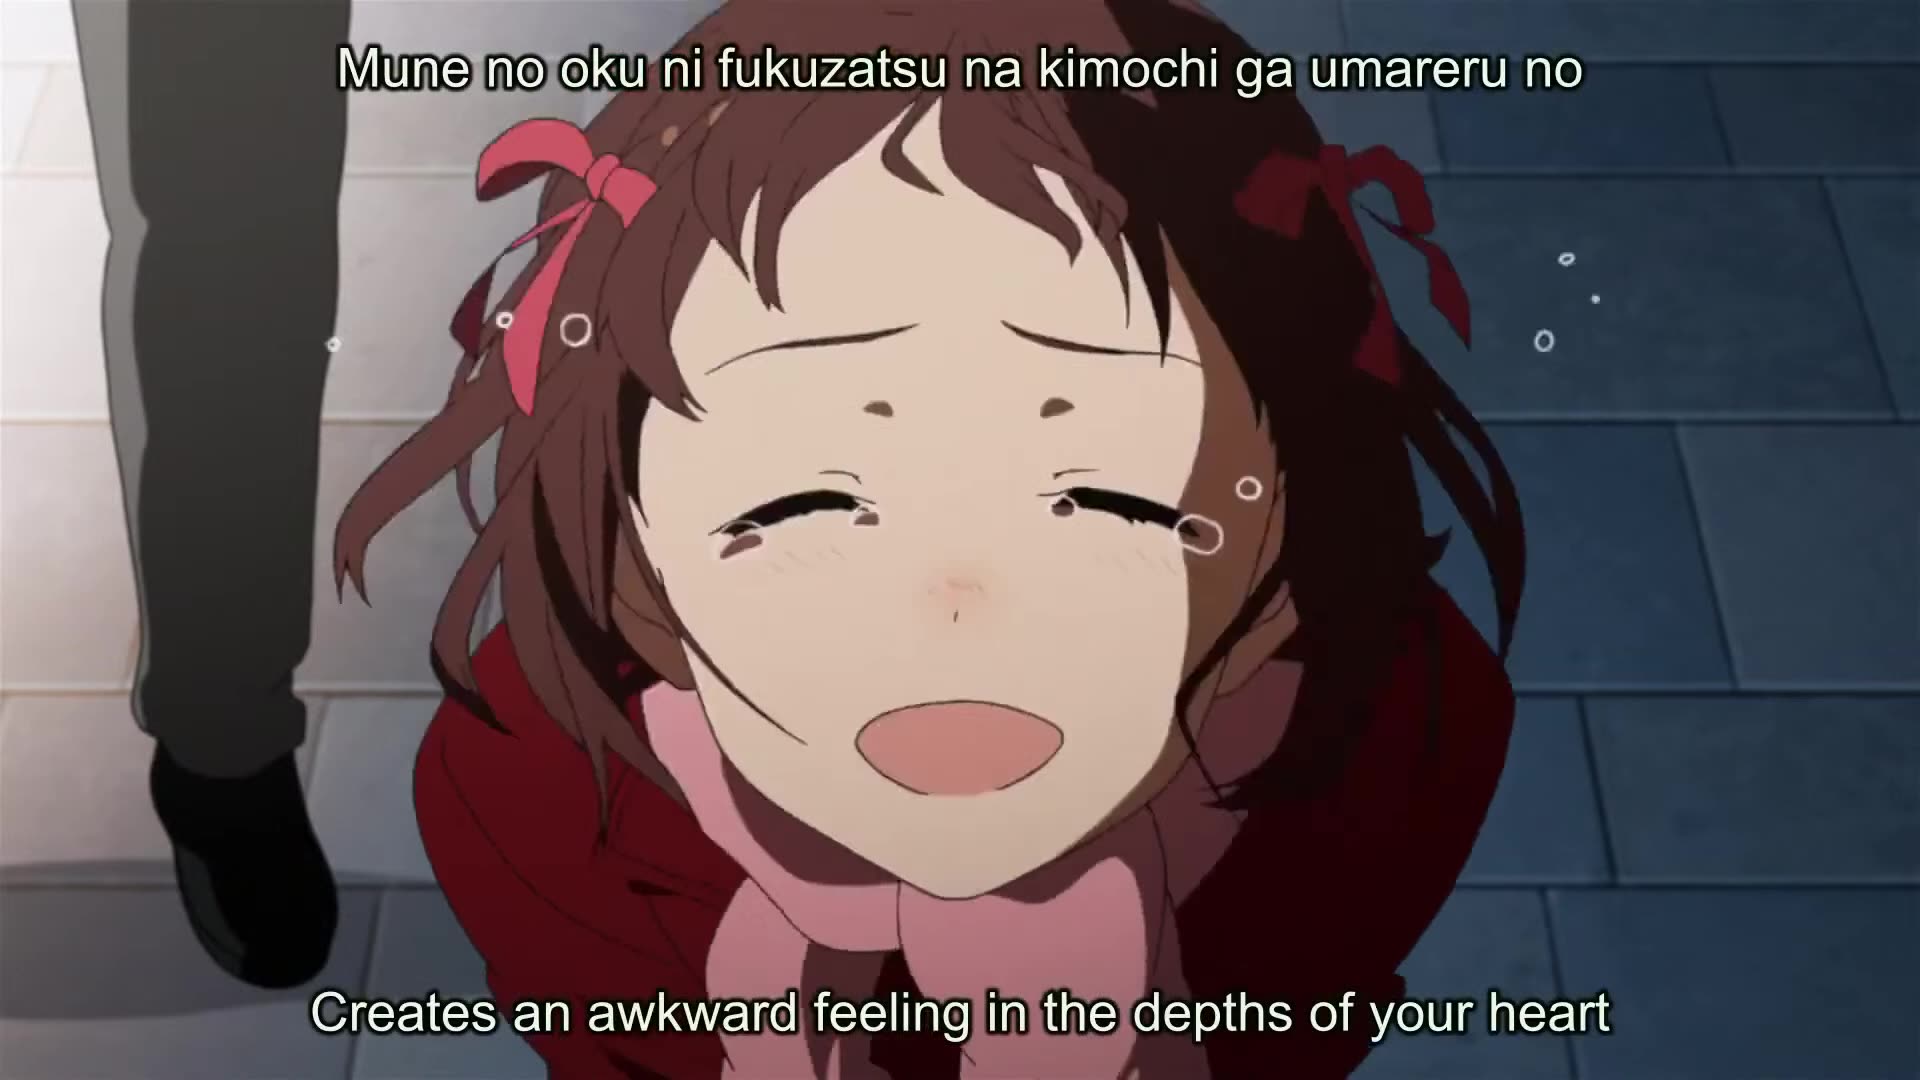 Mune no oku ni fukuzatsu na kimochi ga umareru no
Creates an awkward feeling in the depths of your heart